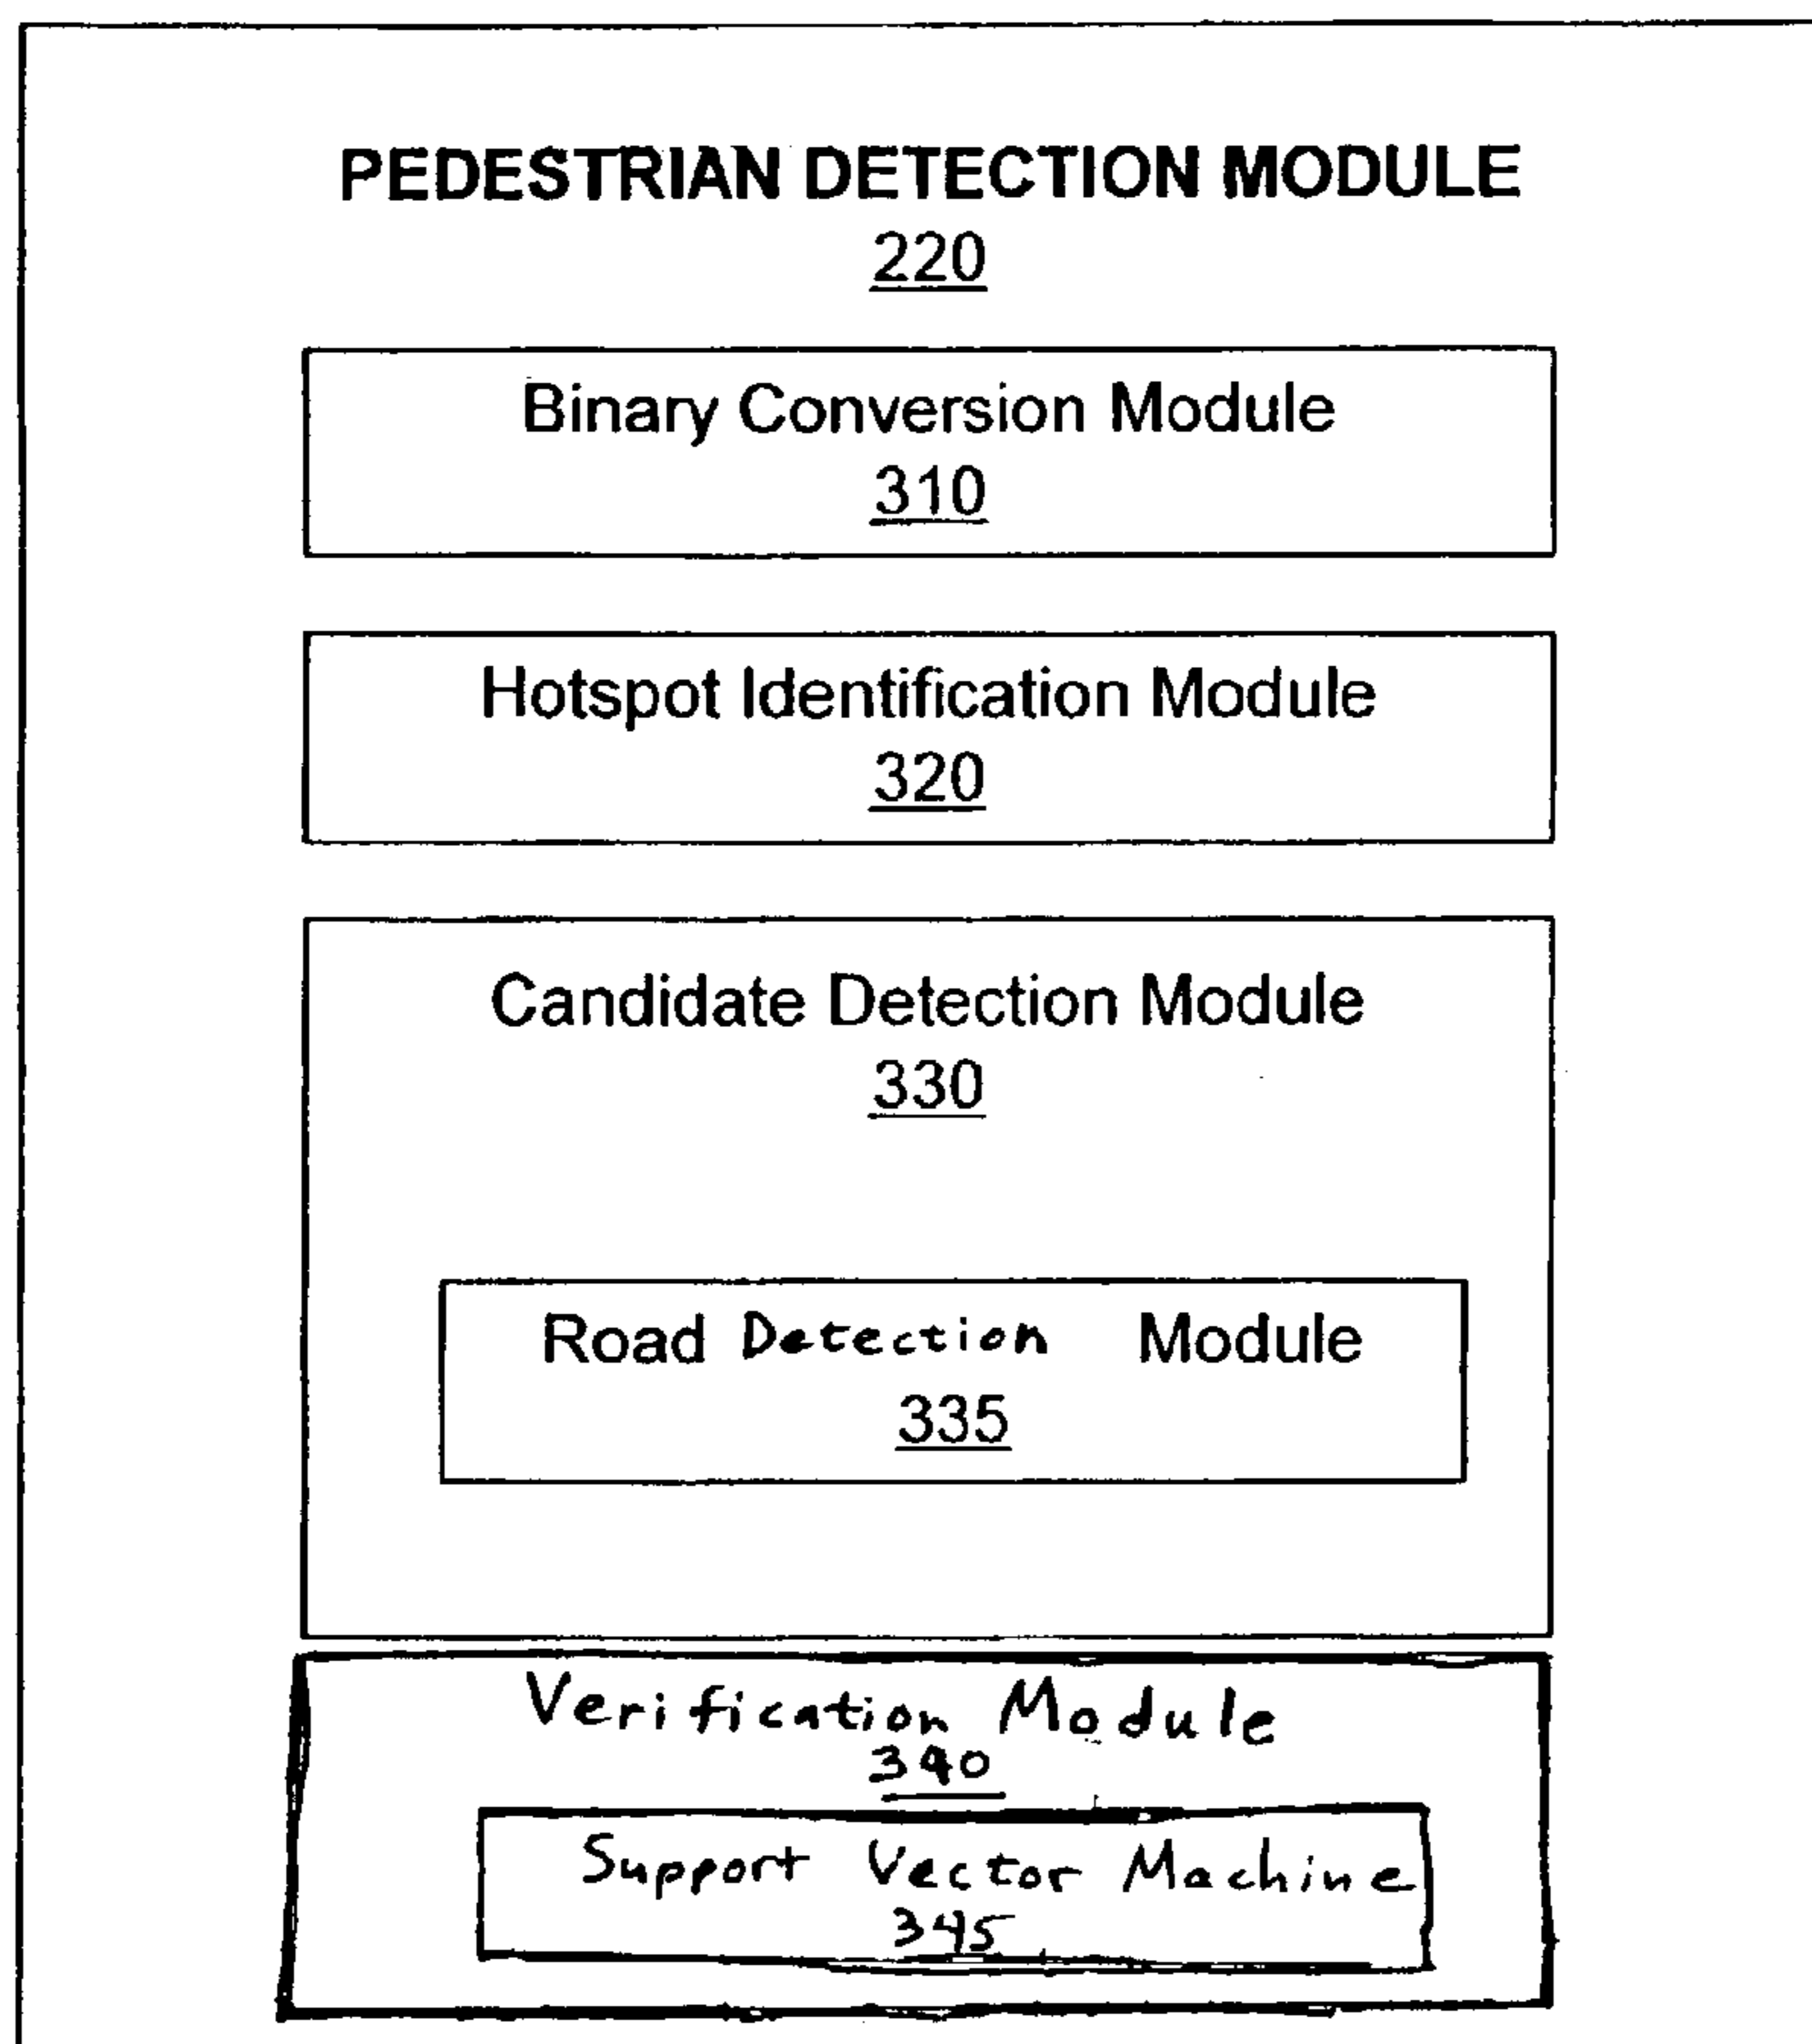 PEDESTRIAN DETECTION MODULE
220
Binary Conversion Module
310
Hotspot Identification Module
320
Candidate Detection Module
330
Road Detection Module
335
Verification Module
340
Support Vector Machine
345